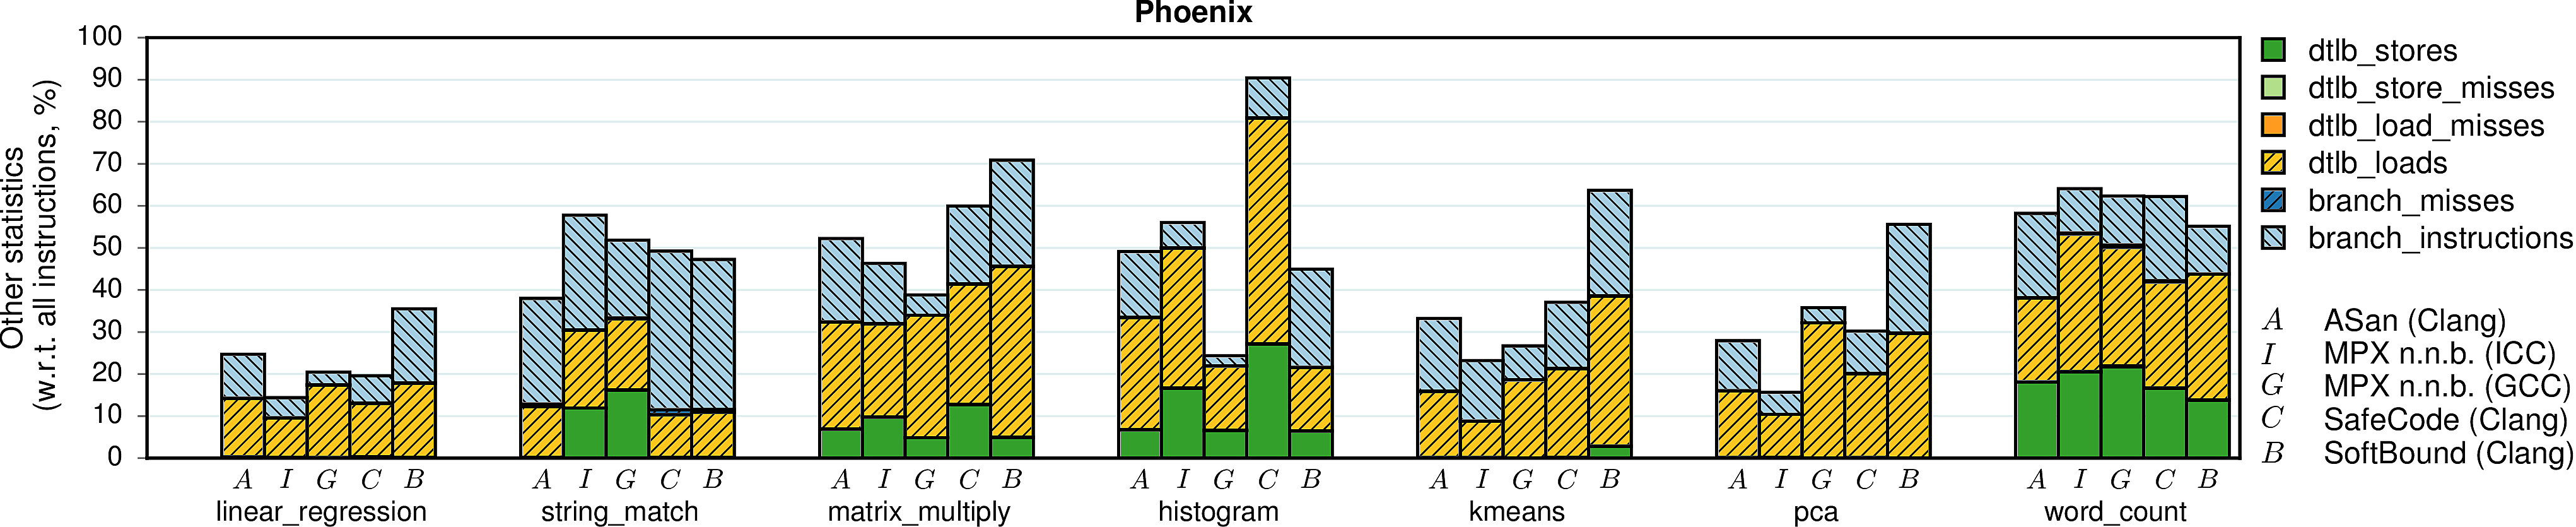 Phoenix
Other statistics
(w.r.t. all instructions, %)
100
90
80
70
60
50
40
30
20
10
0
A I G C B A I G C B A I G C B A I G C B A I G C B A I G C B A I G C B
linear_regression string_match matrix_multiply histogram kmeans pca word_count
dtlb_stores
dtlb_store_misses
dtlb_load_misses
dtlb_loads
branch_misses
branch_instructions
A ASan (Clang)
I MPX n.n.b. (ICC)
G MPX n.n.b. (GCC)
C SafeCode (Clang)
B SoftBound (Clang)